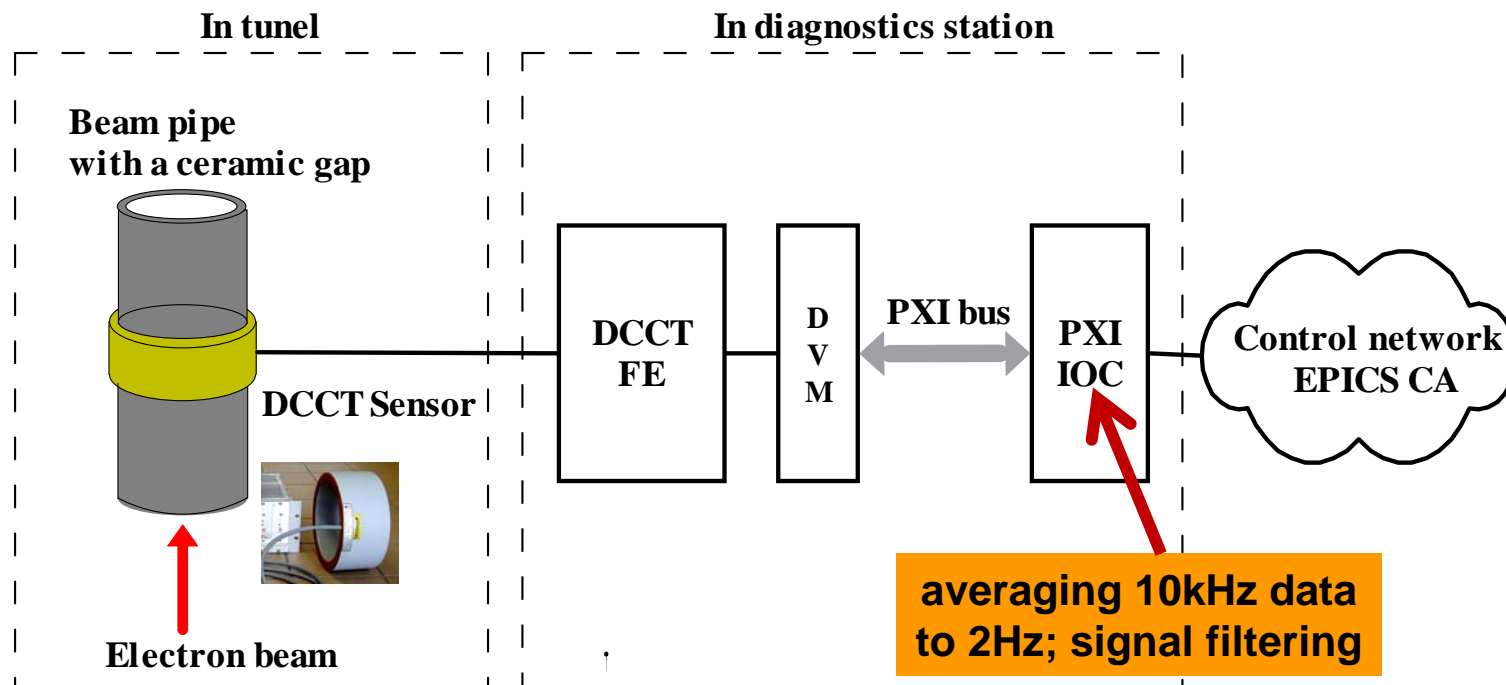 In tunel
In diagnostics station
Beam pipe
with a ceramic gap
DCCT Sensor
Electron beam
DCCT
FE
D
V
M
PXI bus
PXI
IOC
Control network
EPICS CA
averaging 10kHz data
to 2Hz; signal filtering